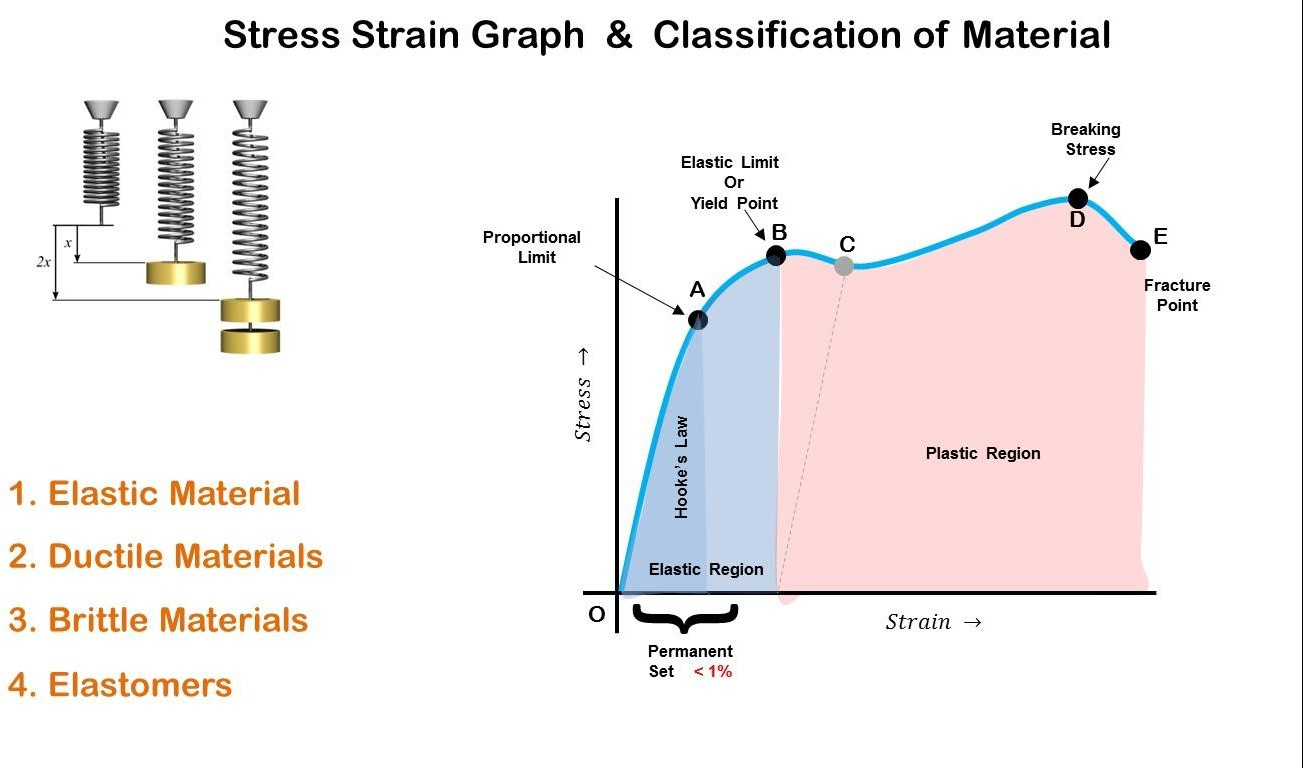 Stress Strain Graph & Classification of Material
x
2x
1. Elastic Material
2. Ductile Materials
3. Brittle Materials
4. Elastomers
Breaking
Stress
Elastic Limit
Or
Yield Point
Proportional
Limit
A
B
C
D
E
Fracture
Point
Stress →
Hooke's Law
Elastic Region
Plastic Region
O
Strain →
Permanent
Set < 1%